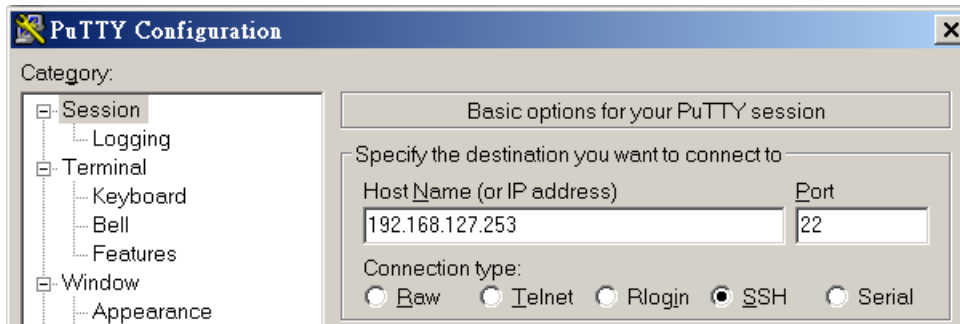 PuTTY Configuration
Category:
Session
Logging
Terminal
Keyboard
Bell
Features
Window
Appearance
Basic options for your PuTTY session
Specify the destination you want to connect to
Host Name (or IP address) Port
192.168.127.253 22
Connection type:
Raw Telnet Rlogin SSH Serial